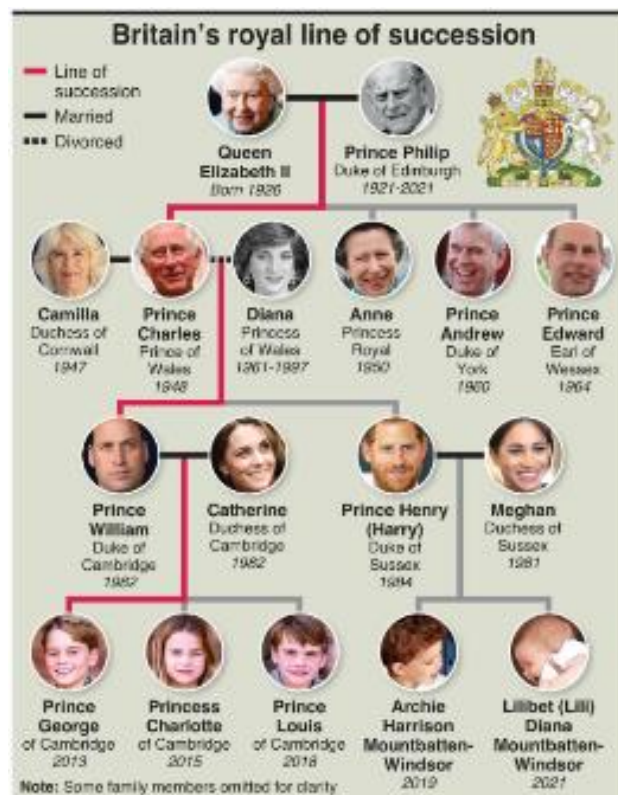 Britain's royal line of succession
Line of
succession
Married
Divorced
Queen
Elizabeth II
Born 1926
Prince Philip
Duke of Edinburgh
1921-2021
Camilla
Duchess of
Cornwall
1947
Prince
Charles
Prince of
Wales
1948
Diana
Princess
of Wales
1961-1997
Anne
Princess
Royal
1950
Prince
Andrew
Duke of
York
1960
Prince
Edward
Earl of
Wessex
1964
Prince
William
Duke of
Cambridge
1982
Catherine
Duchess of
Cambridge
1982
Prince Henry
(Harry)
Duke of
Sussex
1984
Meghan
Duchess of
Sussex
1981
Prince
George
of Cambridge
2013
Princess
Charlotte
of Cambridge
2015
Prince
Louis
of Cambridge
2018
Archie
Harrison
Mountbatten-
Windsor
2019
Lilibet (Lili)
Diana
Mountbatten-
Windsor
2021
Note: Some family members omitted for clarity